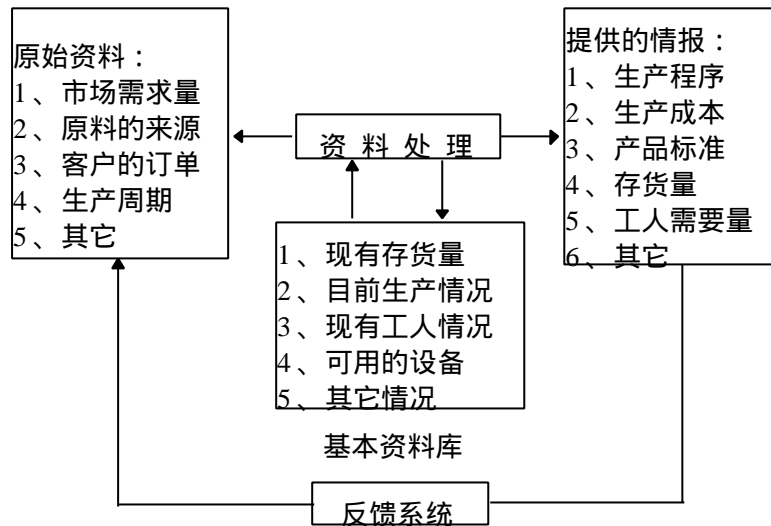 原始资料：
1、市场需求量
2、原料的来源
3、客户的订单
4、生产周期
5、其它
资 料 处 理
提供的情报：
1、生产程序
2、生产成本
3、产品标准
4、存货量
5、工人需要量
6、其它
1、现有存货量
2、目前生产情况
3、现有工人情况
4、可用的设备
5、其它情况
基本资料库
反馈系统